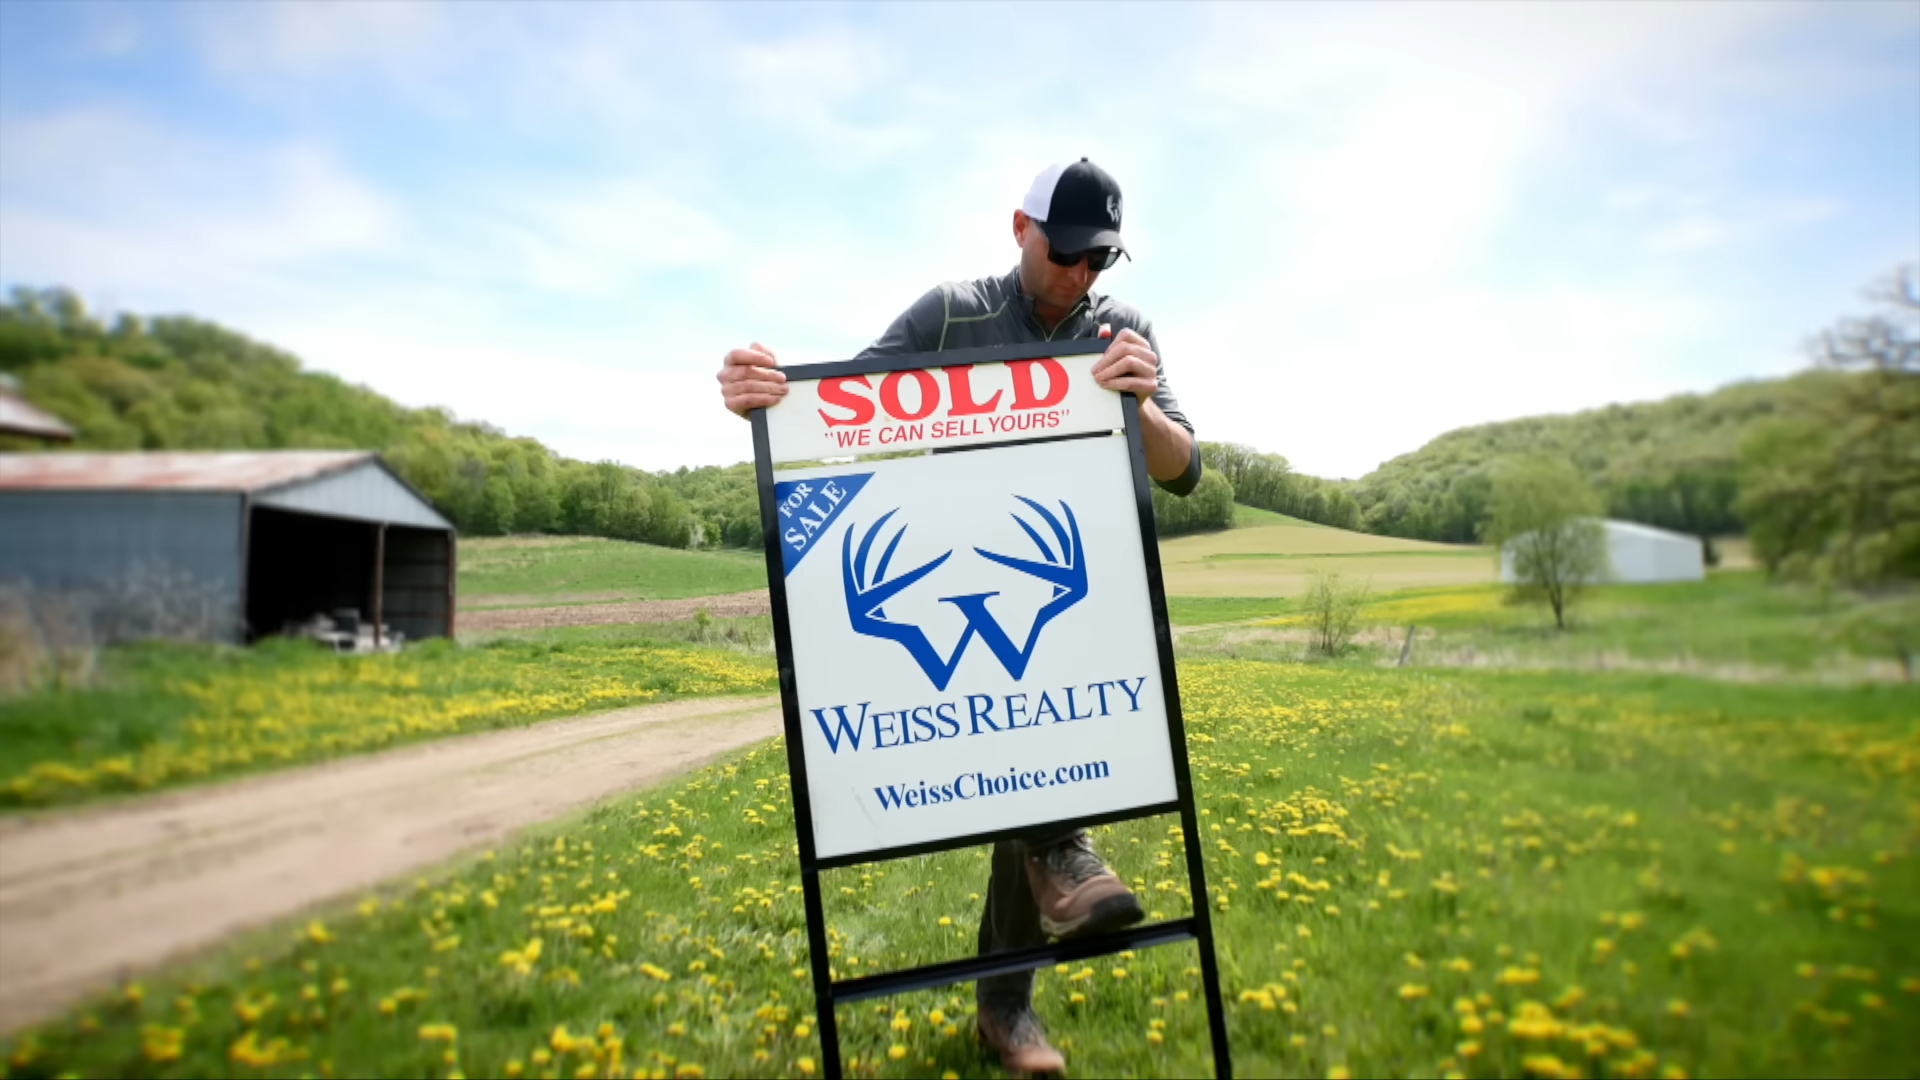 SOLD
"WE CAN SELL YOURS"
FOR
SALE
W
WEISS REALTY
WeissChoice.com